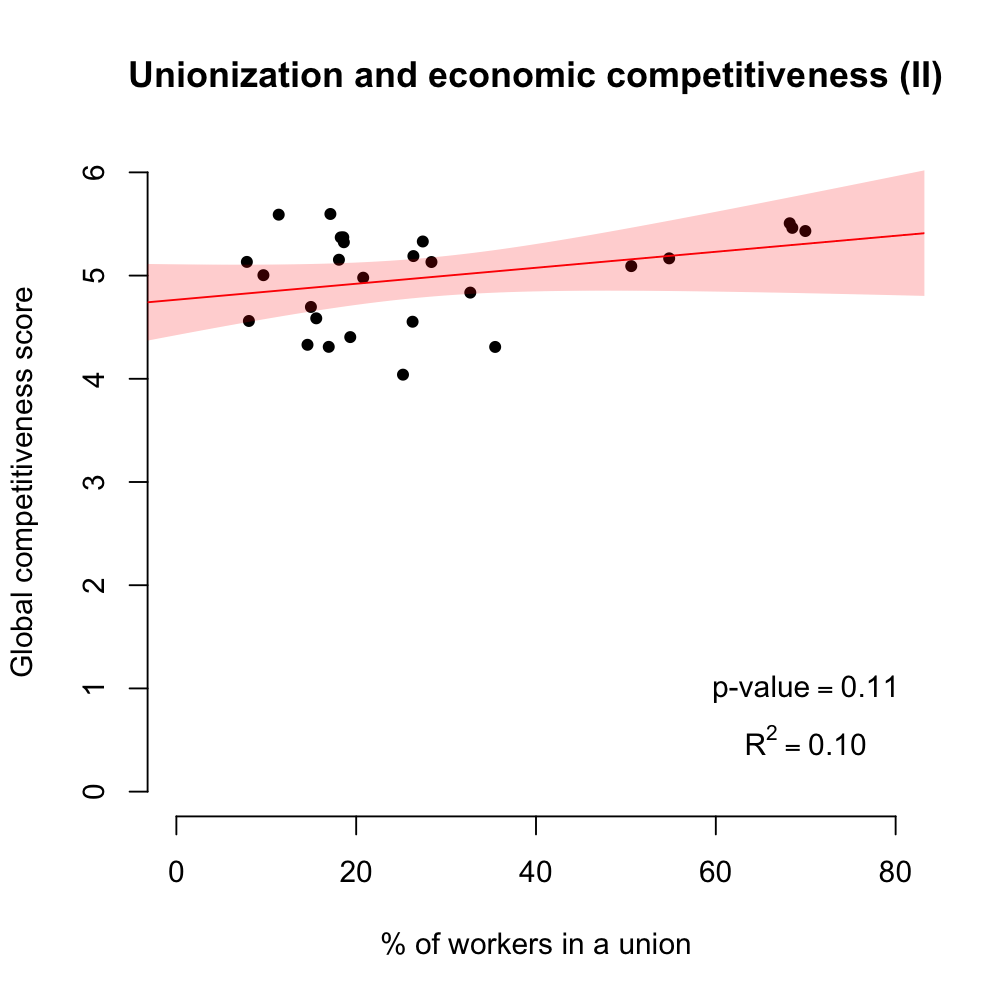 Unionization and economic competitiveness (II)
Global competitiveness score
6
5
4
3
2
1
0
p-value = 0.11
R² = 0.10
0 20 40 60 80
% of workers in a union